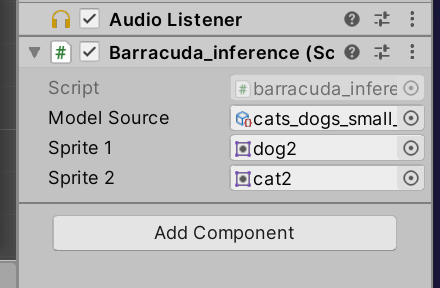 Audio Listener
# Barracuda_inference (Sc
Script # barracuda_infere
Model Source cats_dogs_small_
Sprite 1 dog2
Sprite 2 cat2
Add Component